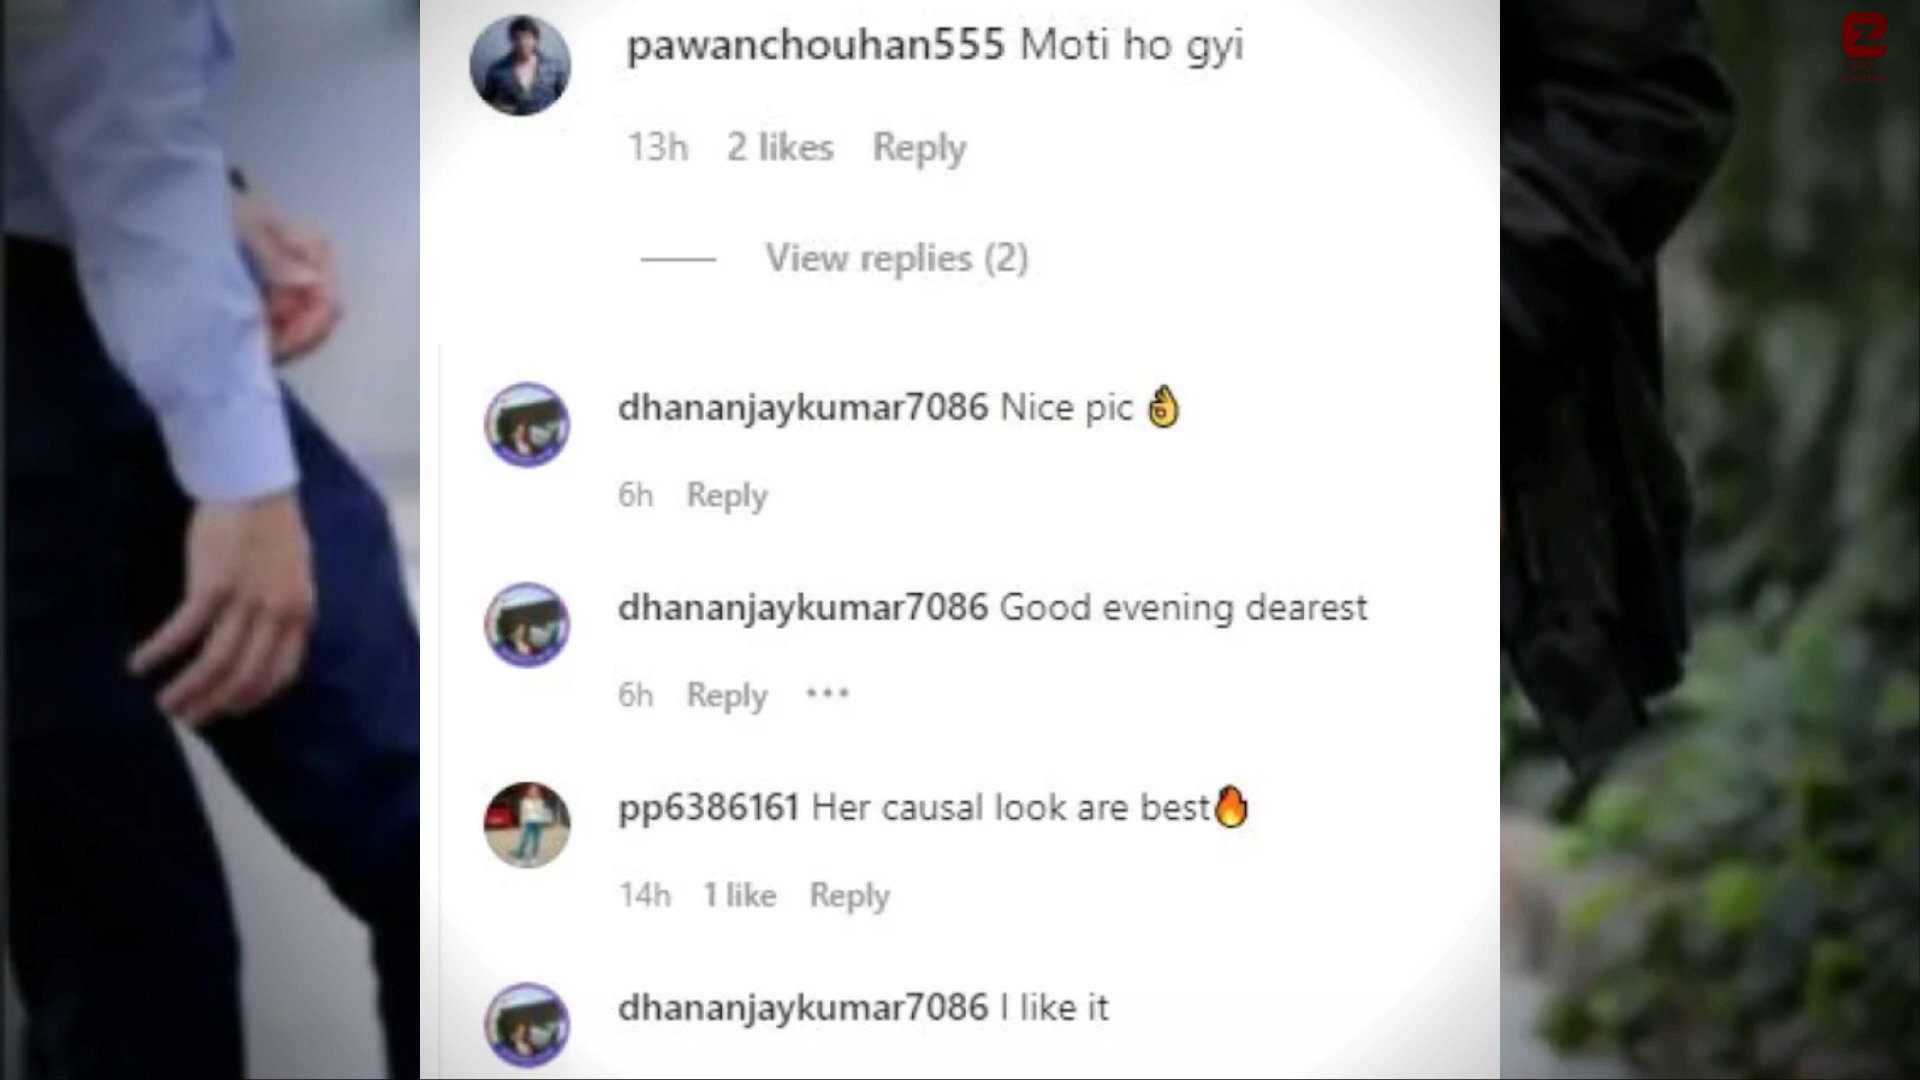 pawanchouhan555 Moti ho gyi
13h 2 likes Reply
View replies (2)
dhananjaykumar7086 Nice pic 👌
6h Reply
dhananjaykumar7086 Good evening dearest
6h Reply •••
pp6386161 Her causal look are best🔥
14h 1 like Reply
dhananjaykumar7086 I like it